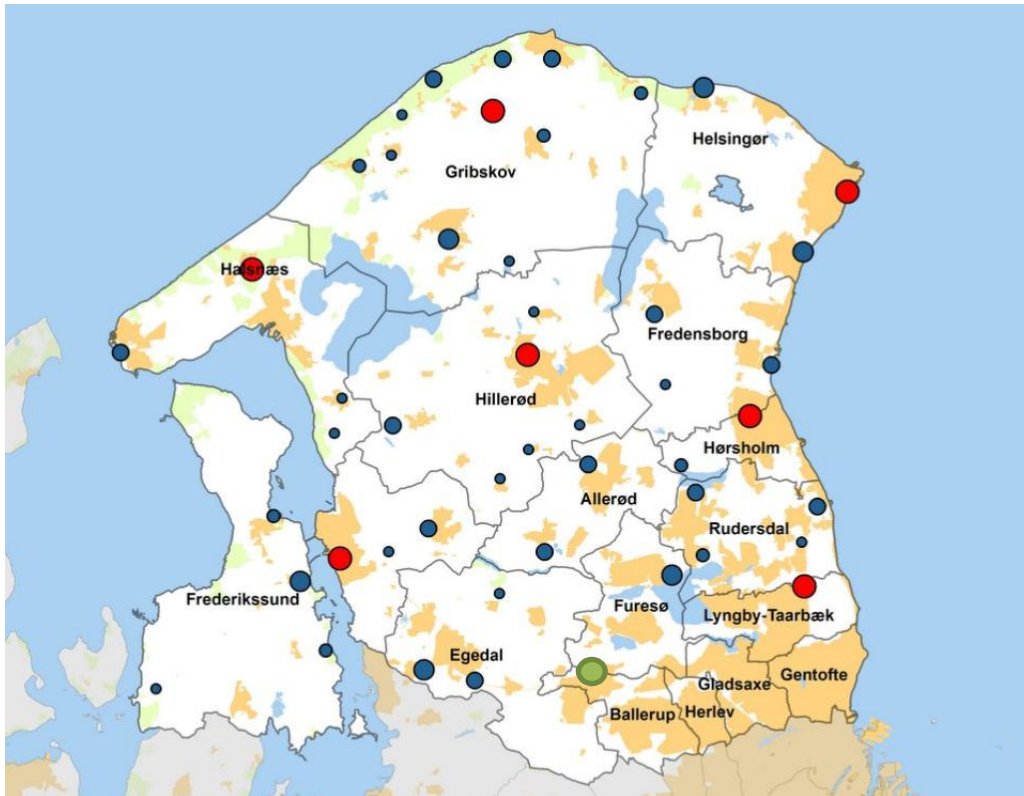 Helsingør
Gribskov
Halsnæs
Fredensborg
Hillerød
Hørsholm
Allerød
Rudersdal
Frederikssund
Furesø
Lyngby-Taarbæk
Egedal
Gentofte
Gladsaxe
Ballerup
Herlev